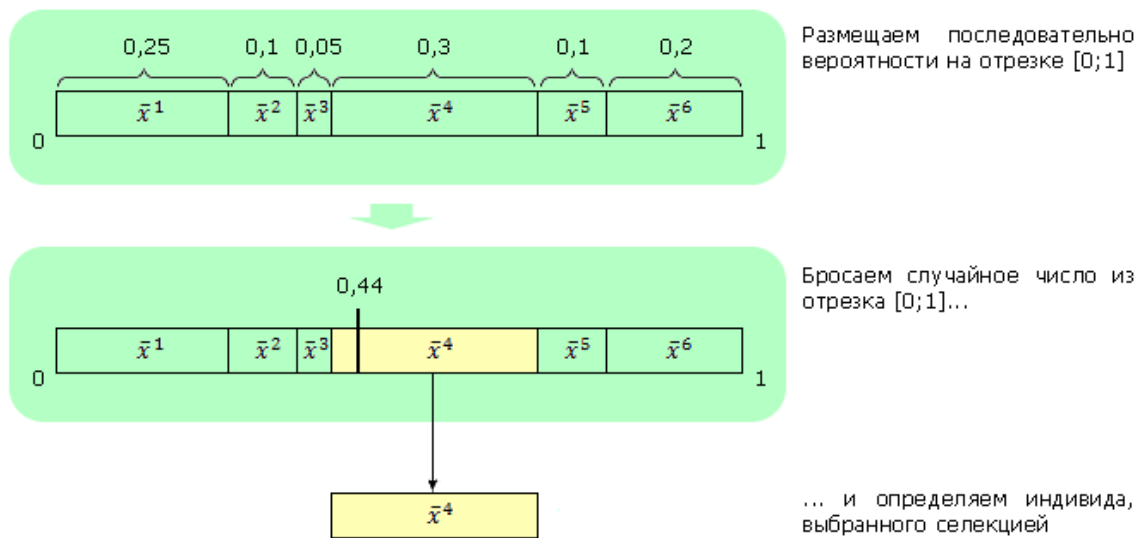 0,25 0,1 0,05 0,3 0,1 0,2
x̄¹ x̄² x̄³ x̄⁴ x̄⁵ x̄⁶
0 1
Размещаем последовательно
вероятности на отрезке [0;1]
0,44
x̄¹ x̄² x̄³ x̄⁴ x̄⁵ x̄⁶
0 1
Бросаем случайное число из
отрезка [0;1]...
x̄⁴
... и определяем индивида,
выбранного селекцией